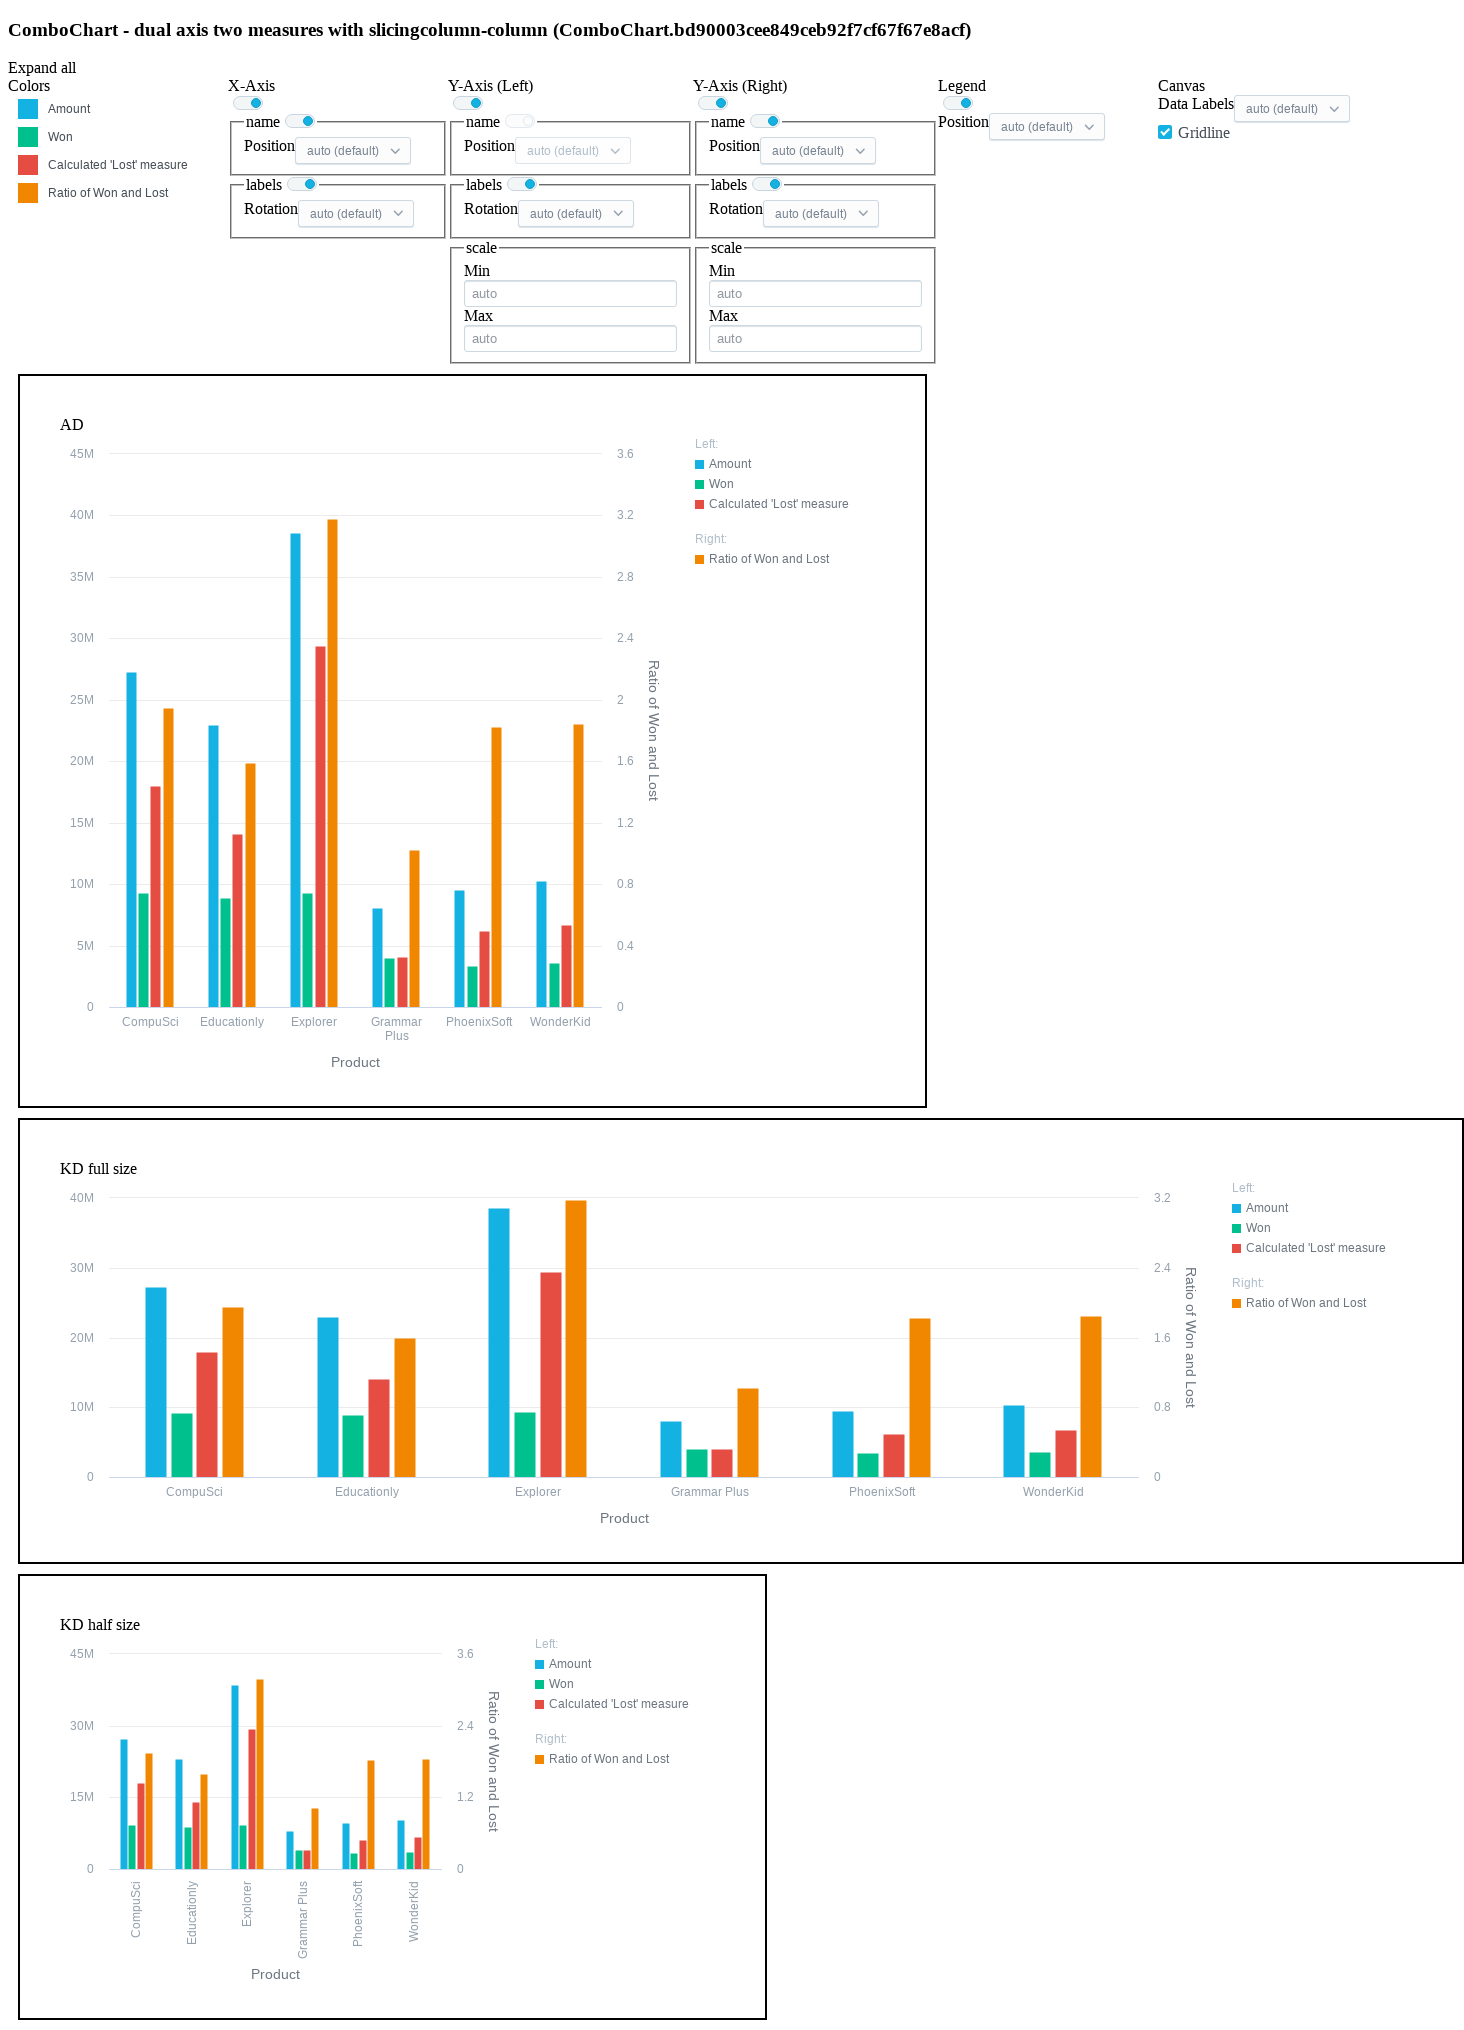 ComboChart - dual axis two measures with slicingcolumn-column (ComboChart.bd90003cee849ceb92f7cf67f67e8acf)
Expand all
Colors
Amount
Won
Calculated 'Lost' measure
Ratio of Won and Lost
X-Axis
name
Position auto (default)
labels
Rotation auto (default)
Y-Axis (Left)
name
Position auto (default)
labels
Rotation auto (default)
scale
Min
auto
Max
auto
Y-Axis (Right)
name
Position auto (default)
labels
Rotation auto (default)
scale
Min
auto
Max
auto
Legend
Position auto (default)
Canvas
Data Labels auto (default)
Gridline
AD
45M
40M
35M
30M
25M
20M
15M
10M
5M
0
3.6
3.2
2.8
2.4
2
1.6
1.2
0.8
0.4
0
Ratio of Won and Lost
CompuSci Educationly Explorer Grammar Plus PhoenixSoft WonderKid
Product
Left:
Amount
Won
Calculated 'Lost' measure
Right:
Ratio of Won and Lost
KD full size
40M
30M
20M
10M
0
3.2
2.4
1.6
0.8
0
Ratio of Won and Lost
CompuSci Educationly Explorer Grammar Plus PhoenixSoft WonderKid
Product
Left:
Amount
Won
Calculated 'Lost' measure
Right:
Ratio of Won and Lost
KD half size
45M
30M
15M
0
3.6
2.4
1.2
0
Ratio of Won and Lost
CompuSci
Educationly
Explorer
Grammar Plus
PhoenixSoft
WonderKid
Product
Left:
Amount
Won
Calculated 'Lost' measure
Right:
Ratio of Won and Lost